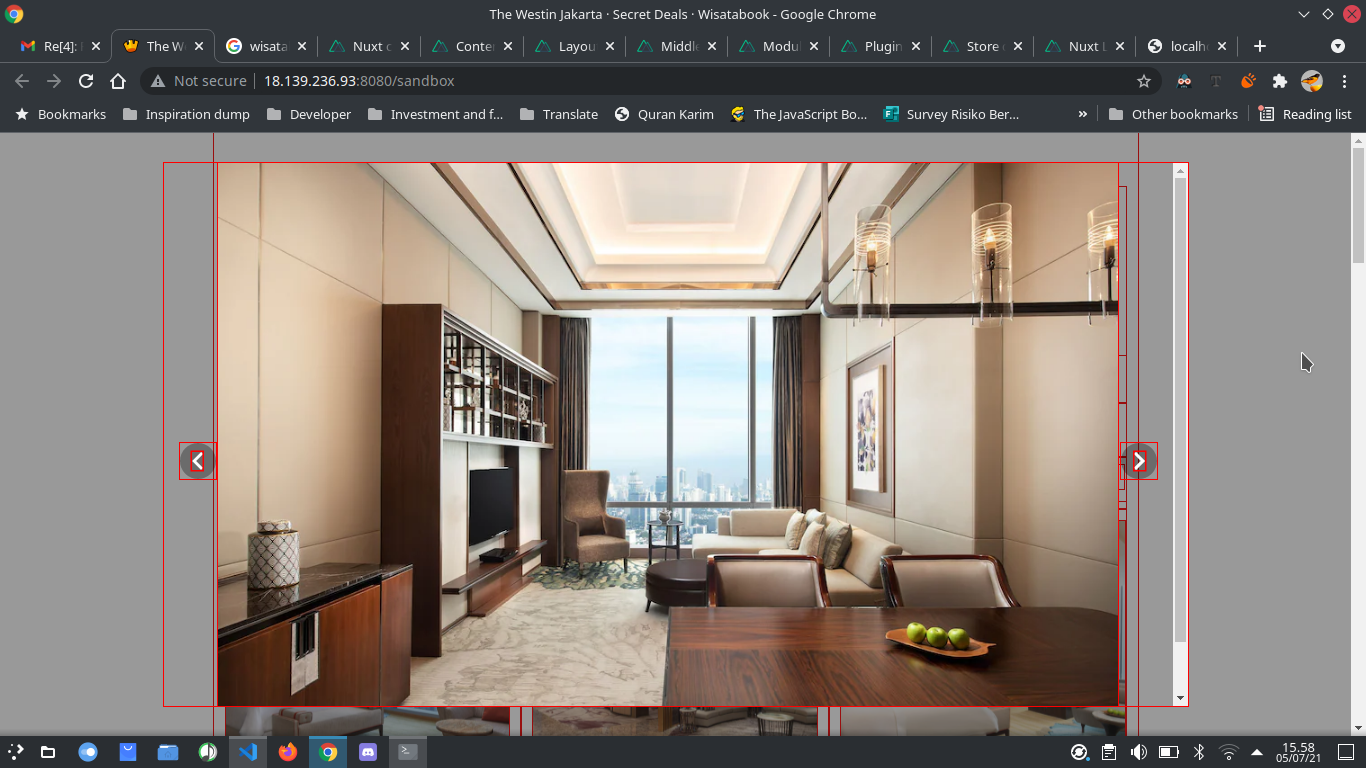 The Westin Jakarta · Secret Deals · Wisatabook - Google Chrome
Re[4]:
The We
wisata
Nuxt c
Conte
Layou
Middl
Modu
Plugin
Store
Nuxt L
localh
Not secure
18.139.236.93:8080/sandbox
Bookmarks
Inspiration dump
Developer
Investment and f...
Translate
Quran Karim
The JavaScript Bo...
Survey Risiko Ber...
»
Other bookmarks
Reading list
15.58
05/07/21